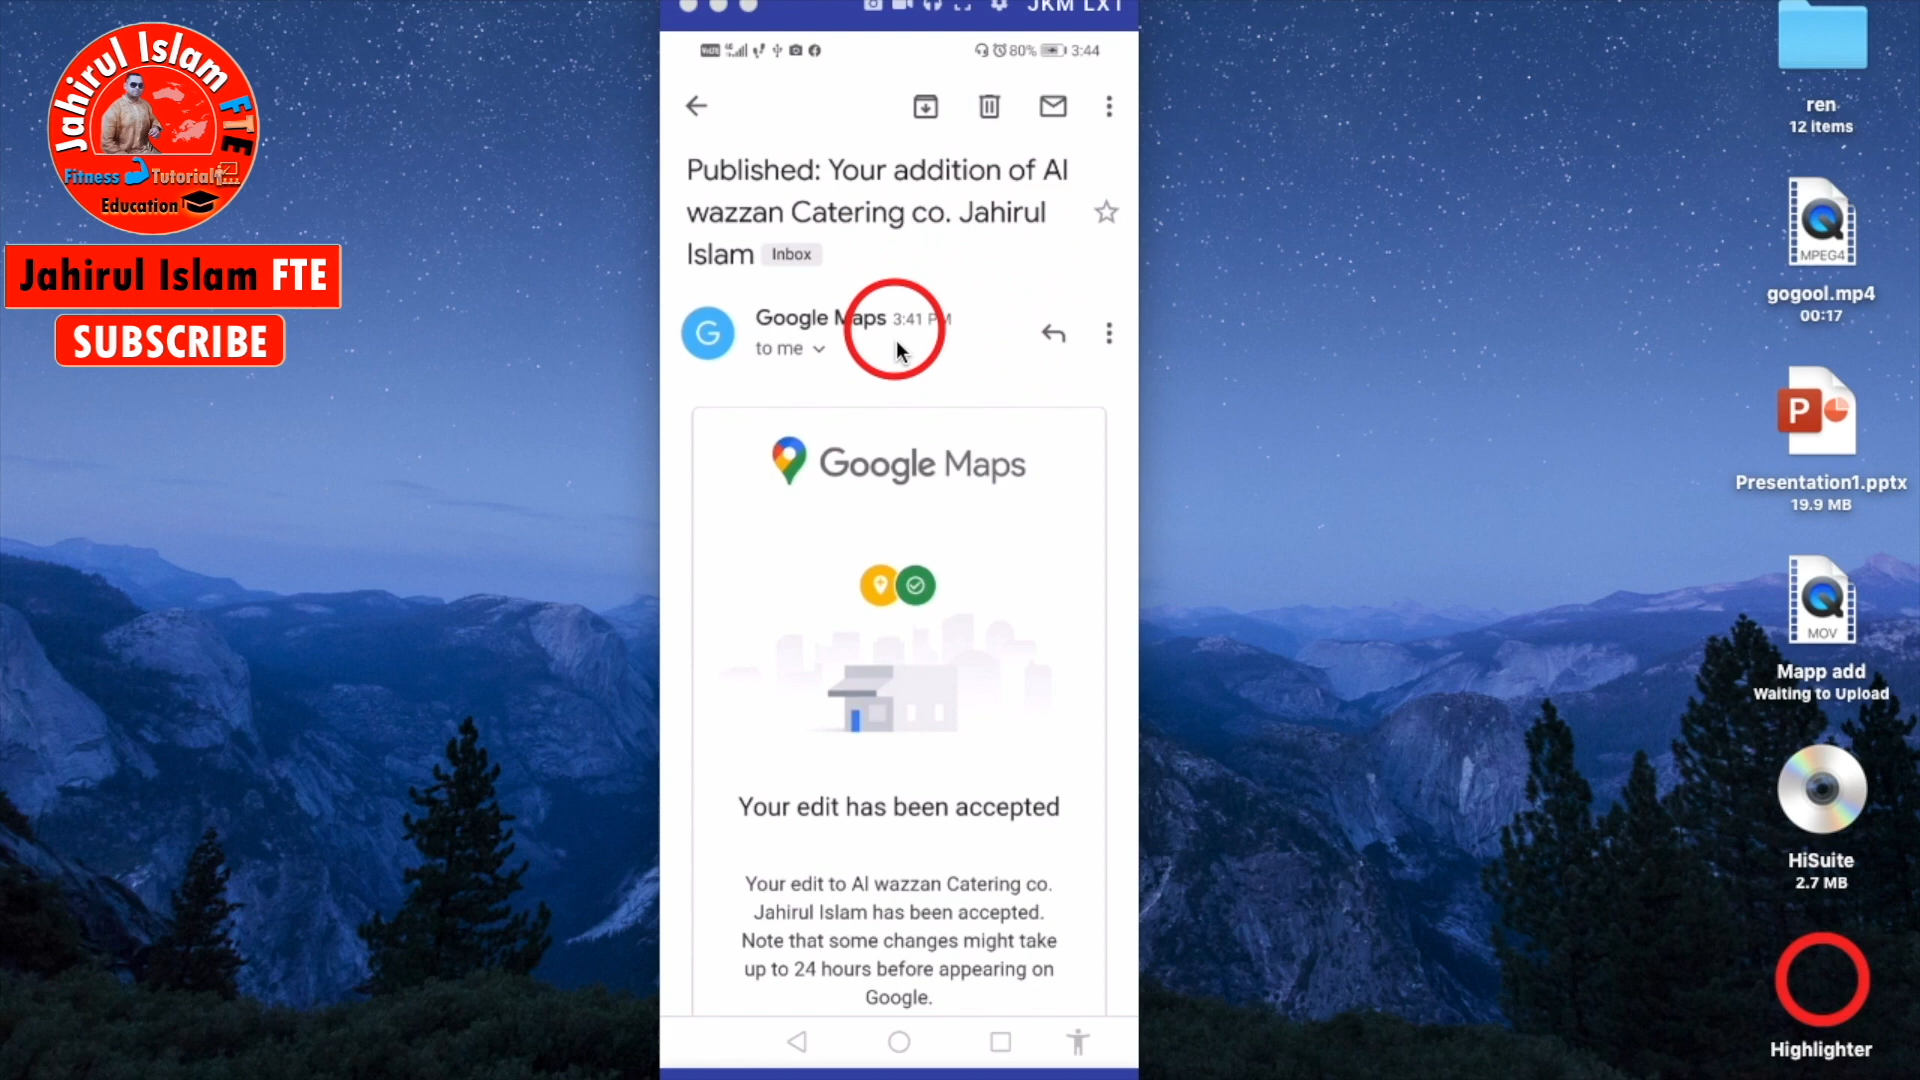 Jahirul Islam FTE
Fitness Tutorial
Education
Jahirul Islam FTE
SUBSCRIBE
JKM LX1
80% 3:44
Published: Your addition of Al
wazzan Catering co. Jahirul
Islam Inbox
G
Google Maps 3:41 PM
to me
Google Maps
Your edit has been accepted
Your edit to Al wazzan Catering co.
Jahirul Islam has been accepted.
Note that some changes might take
up to 24 hours before appearing on
Google.
ren
12 items
MPEG4
gogool.mp4
00:17
P
Presentation1.pptx
19.9 MB
MOV
Mapp add
Waiting to Upload
HiSuite
2.7 MB
Highlighter